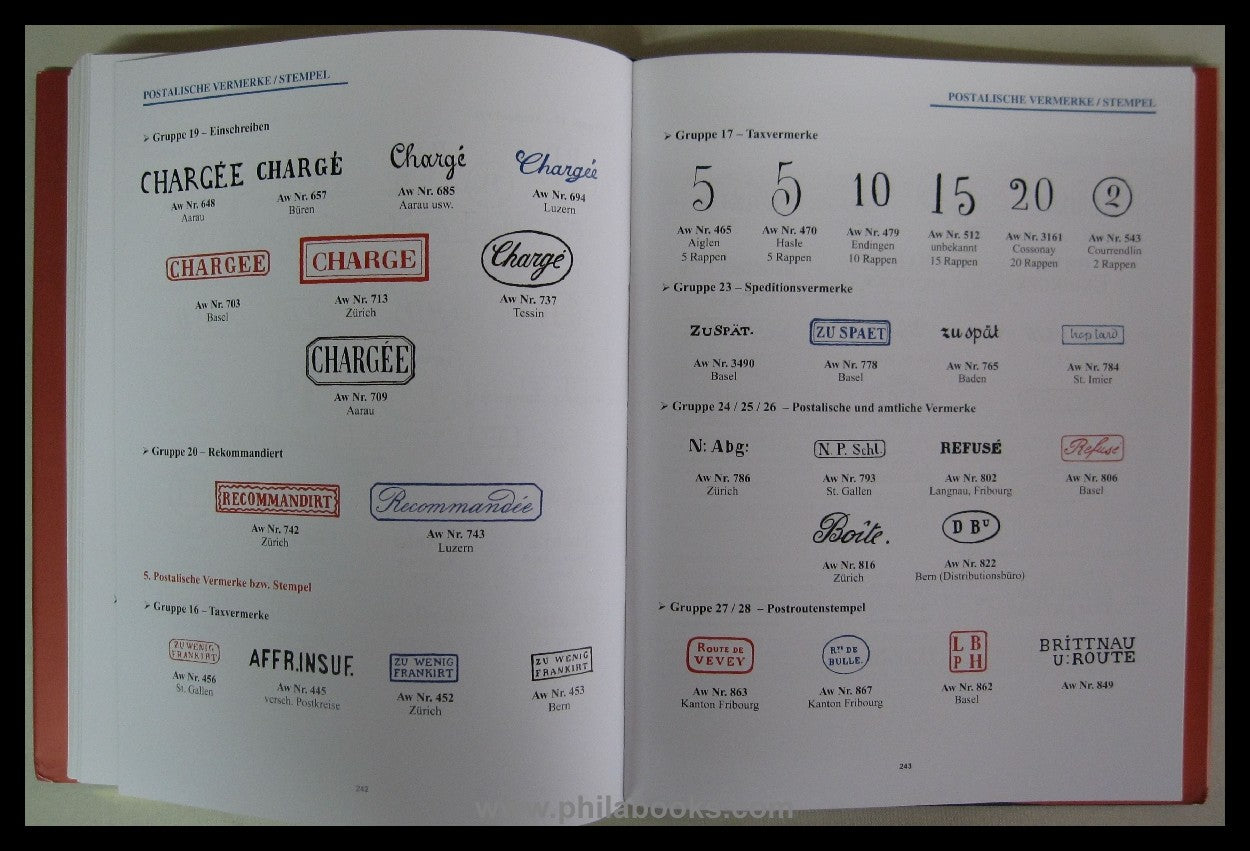 POSTALISCHE VERMERKE / STEMPEL
➢ Gruppe 19 – Einschreiben
CHARGÉE CHARGÉ Chargé Chargée
Aw Nr. 648 Aw Nr. 657 Aw Nr. 685 Aw Nr. 694
Aarau Büren Aarau usw. Luzern
CHARGEE CHARGE Chargé
Aw Nr. 703 Aw Nr. 713 Aw Nr. 737
Basel Zürich Tessin
CHARGÉE
Aw Nr. 709
Aarau
➢ Gruppe 20 – Rekommandiert
RECOMMANDIRT Recommandée
Aw Nr. 742 Aw Nr. 743
Zürich Luzern
5. Postalische Vermerke bzw. Stempel
➢ Gruppe 16 – Taxvermerke
ZU WENIG FRANKIRT AFFR.INSUF. ZU WENIG FRANKIRT ZU WENIG FRANKIRT
Aw Nr. 456 Aw Nr. 445 Aw Nr. 452 Aw Nr. 453
St. Gallen versch. Postkreise Zürich Bern
242
POSTALISCHE VERMERKE / STEMPEL
➢ Gruppe 17 – Taxvermerke
5 5 10 15 20 2
Aw Nr. 465 Aw Nr. 470 Aw Nr. 479 Aw Nr. 512 Aw Nr. 3161 Aw Nr. 543
Aiglen Hasle Endingen unbekannt Cossonay Courrendlin
5 Rappen 5 Rappen 10 Rappen 15 Rappen 20 Rappen 2 Rappen
➢ Gruppe 23 – Speditionsvermerke
ZU SPÄT. ZU SPAET zu spät trop tard
Aw Nr. 3490 Aw Nr. 778 Aw Nr. 765 Aw Nr. 784
Basel Basel Baden St. Imier
➢ Gruppe 24 / 25 / 26 – Postalische und amtliche Vermerke
N: Abg: N. P. Schl. REFUSÉ Refusé
Aw Nr. 786 Aw Nr. 793 Aw Nr. 802 Aw Nr. 806
Zürich St. Gallen Langnau, Fribourg Basel
Boîte. D Bᵁ
Aw Nr. 816 Aw Nr. 822
Zürich Bern (Distributionsbüro)
➢ Gruppe 27 / 28 – Postroutenstempel
ROUTE DE L B BRITTNAU
VEVEY RTE DE BULLE. P H U: ROUTE
Aw Nr. 863 Aw Nr. 867 Aw Nr. 862 Aw Nr. 849
Kanton Fribourg Kanton Fribourg Basel
243
www.philabooks.com